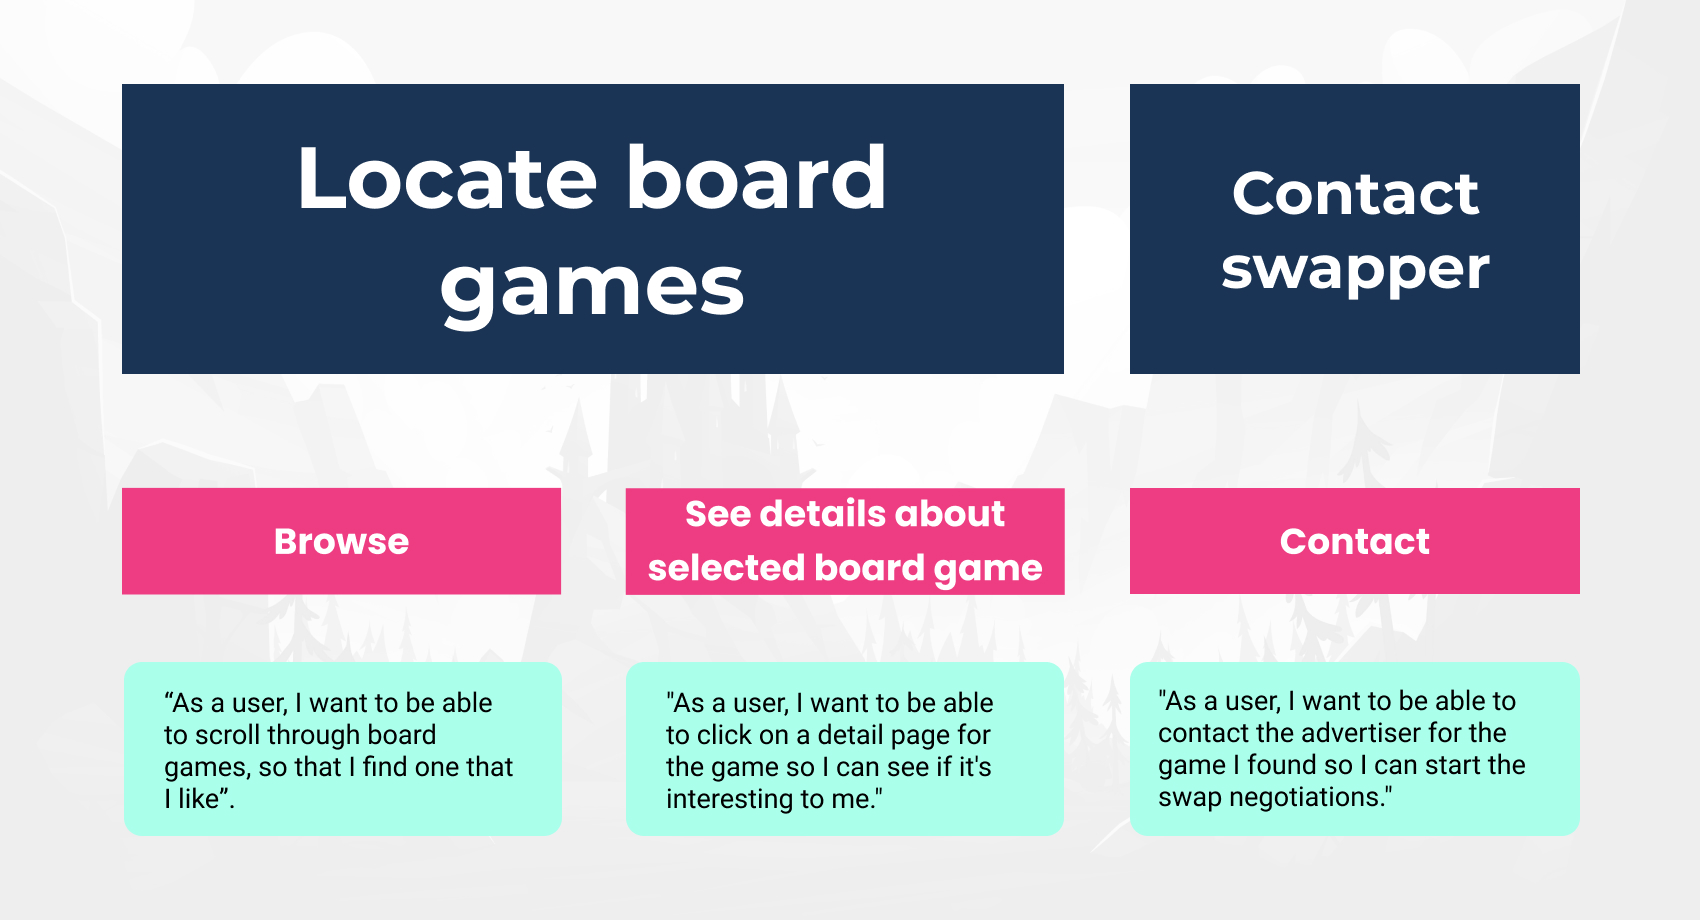 Locate board
games
Contact
swapper
Browse
See details about
selected board game
Contact
“As a user, I want to be able
to scroll through board
games, so that I find one that
I like”.
"As a user, I want to be able
to click on a detail page for
the game so I can see if it's
interesting to me."
"As a user, I want to be able to
contact the advertiser for the
game I found so I can start the
swap negotiations."